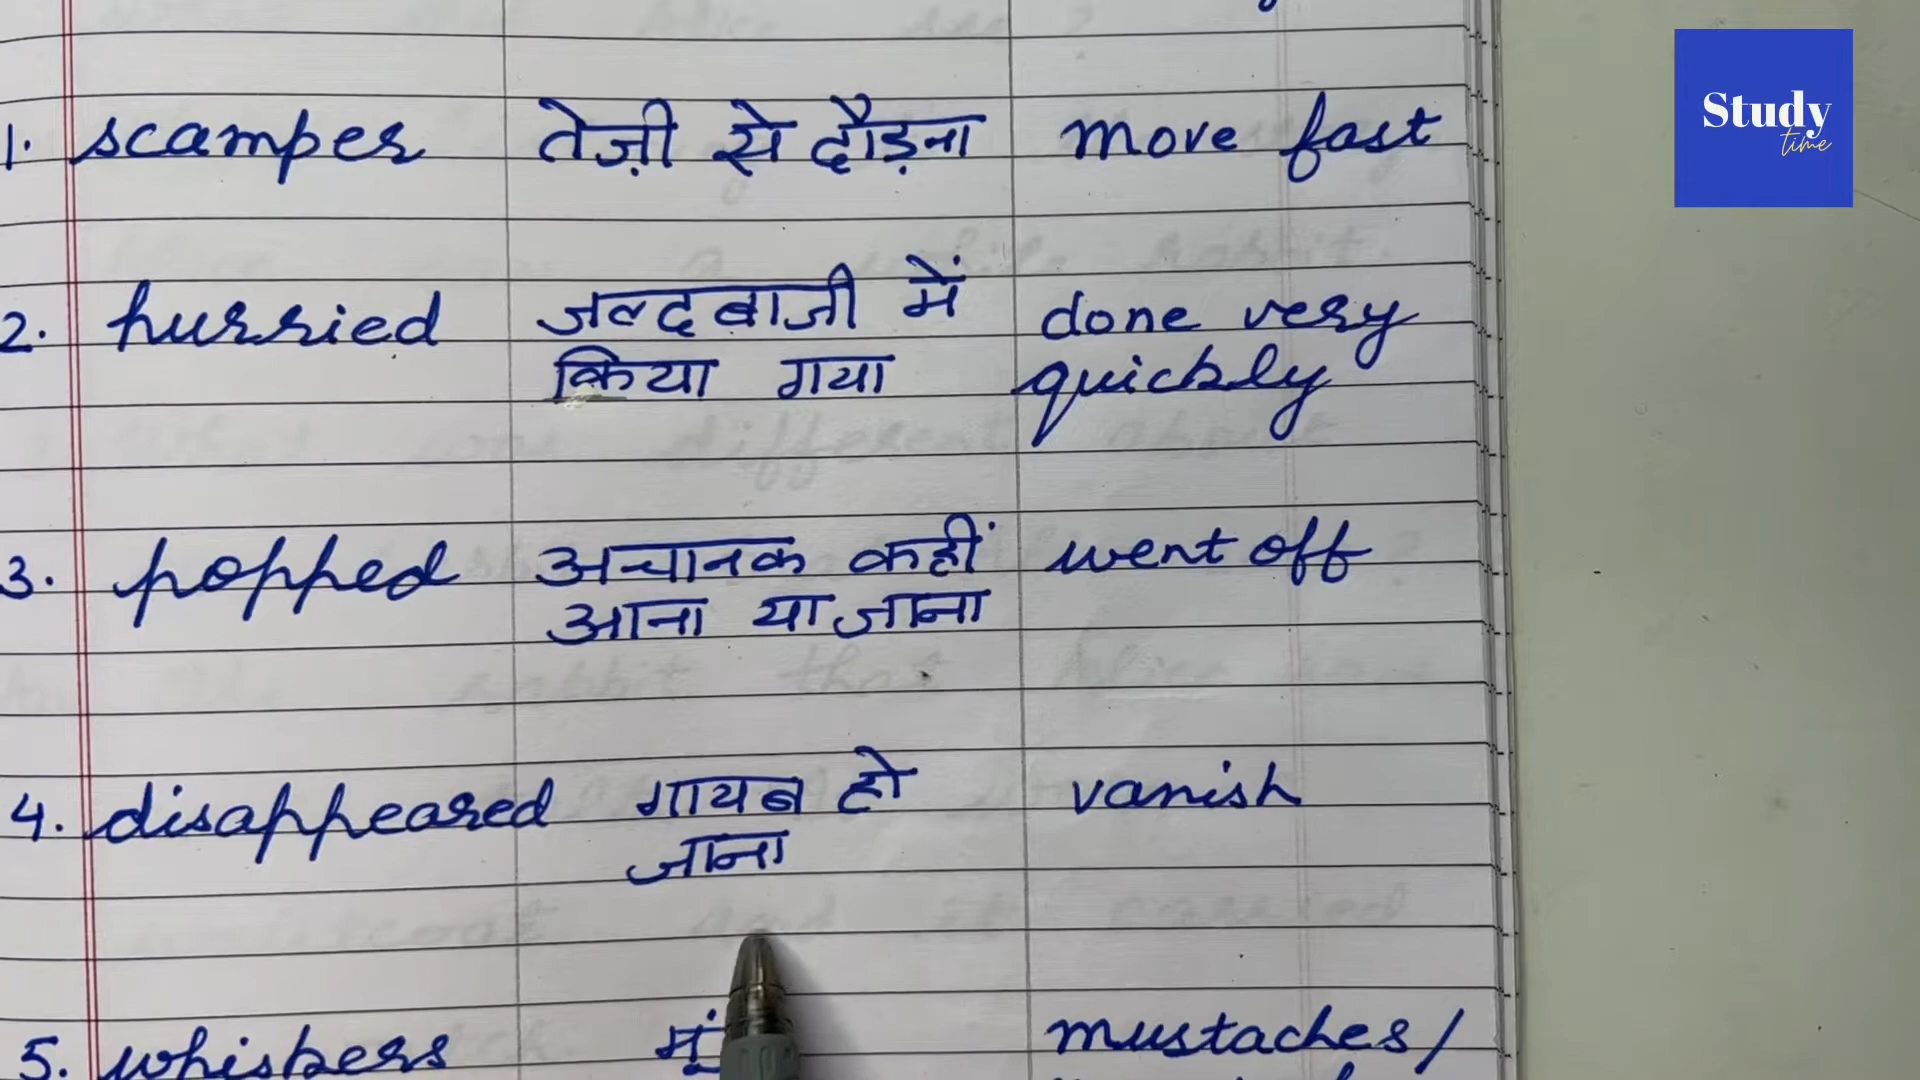 Study
time
1. scamper तेज़ी से दौड़ना move fast
2. hurried जल्दबाजी में done very
किया गया quickly
3. popped अचानक कहीं went off
आना या जाना
4. disappeared गायब हो vanish
जाना
5. whiskers मूं mustaches/